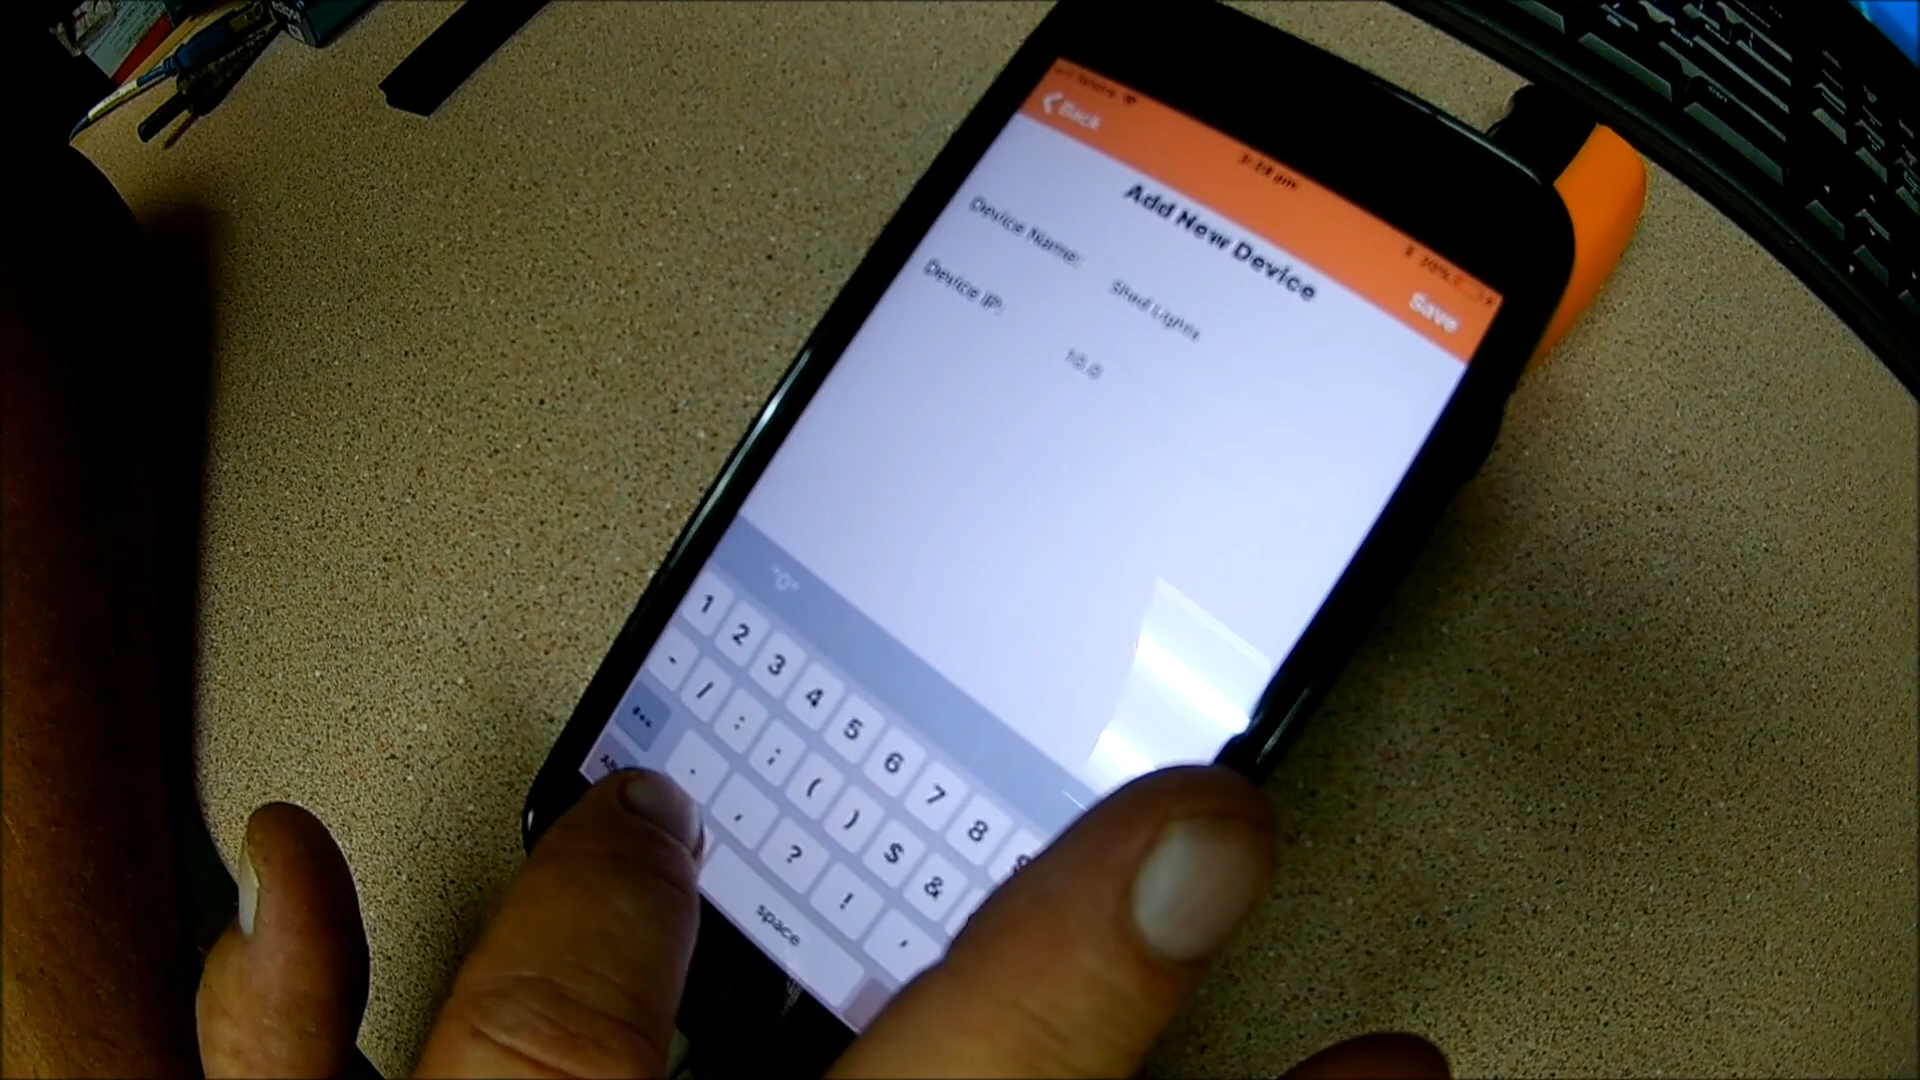 Back
Add New Device
Save
Device Name:
Shed Lights
Device IP:
10.0
"0"
1 2 3 4 5 6 7 8
- / : ; ( ) $ &
. , ? ! '
space